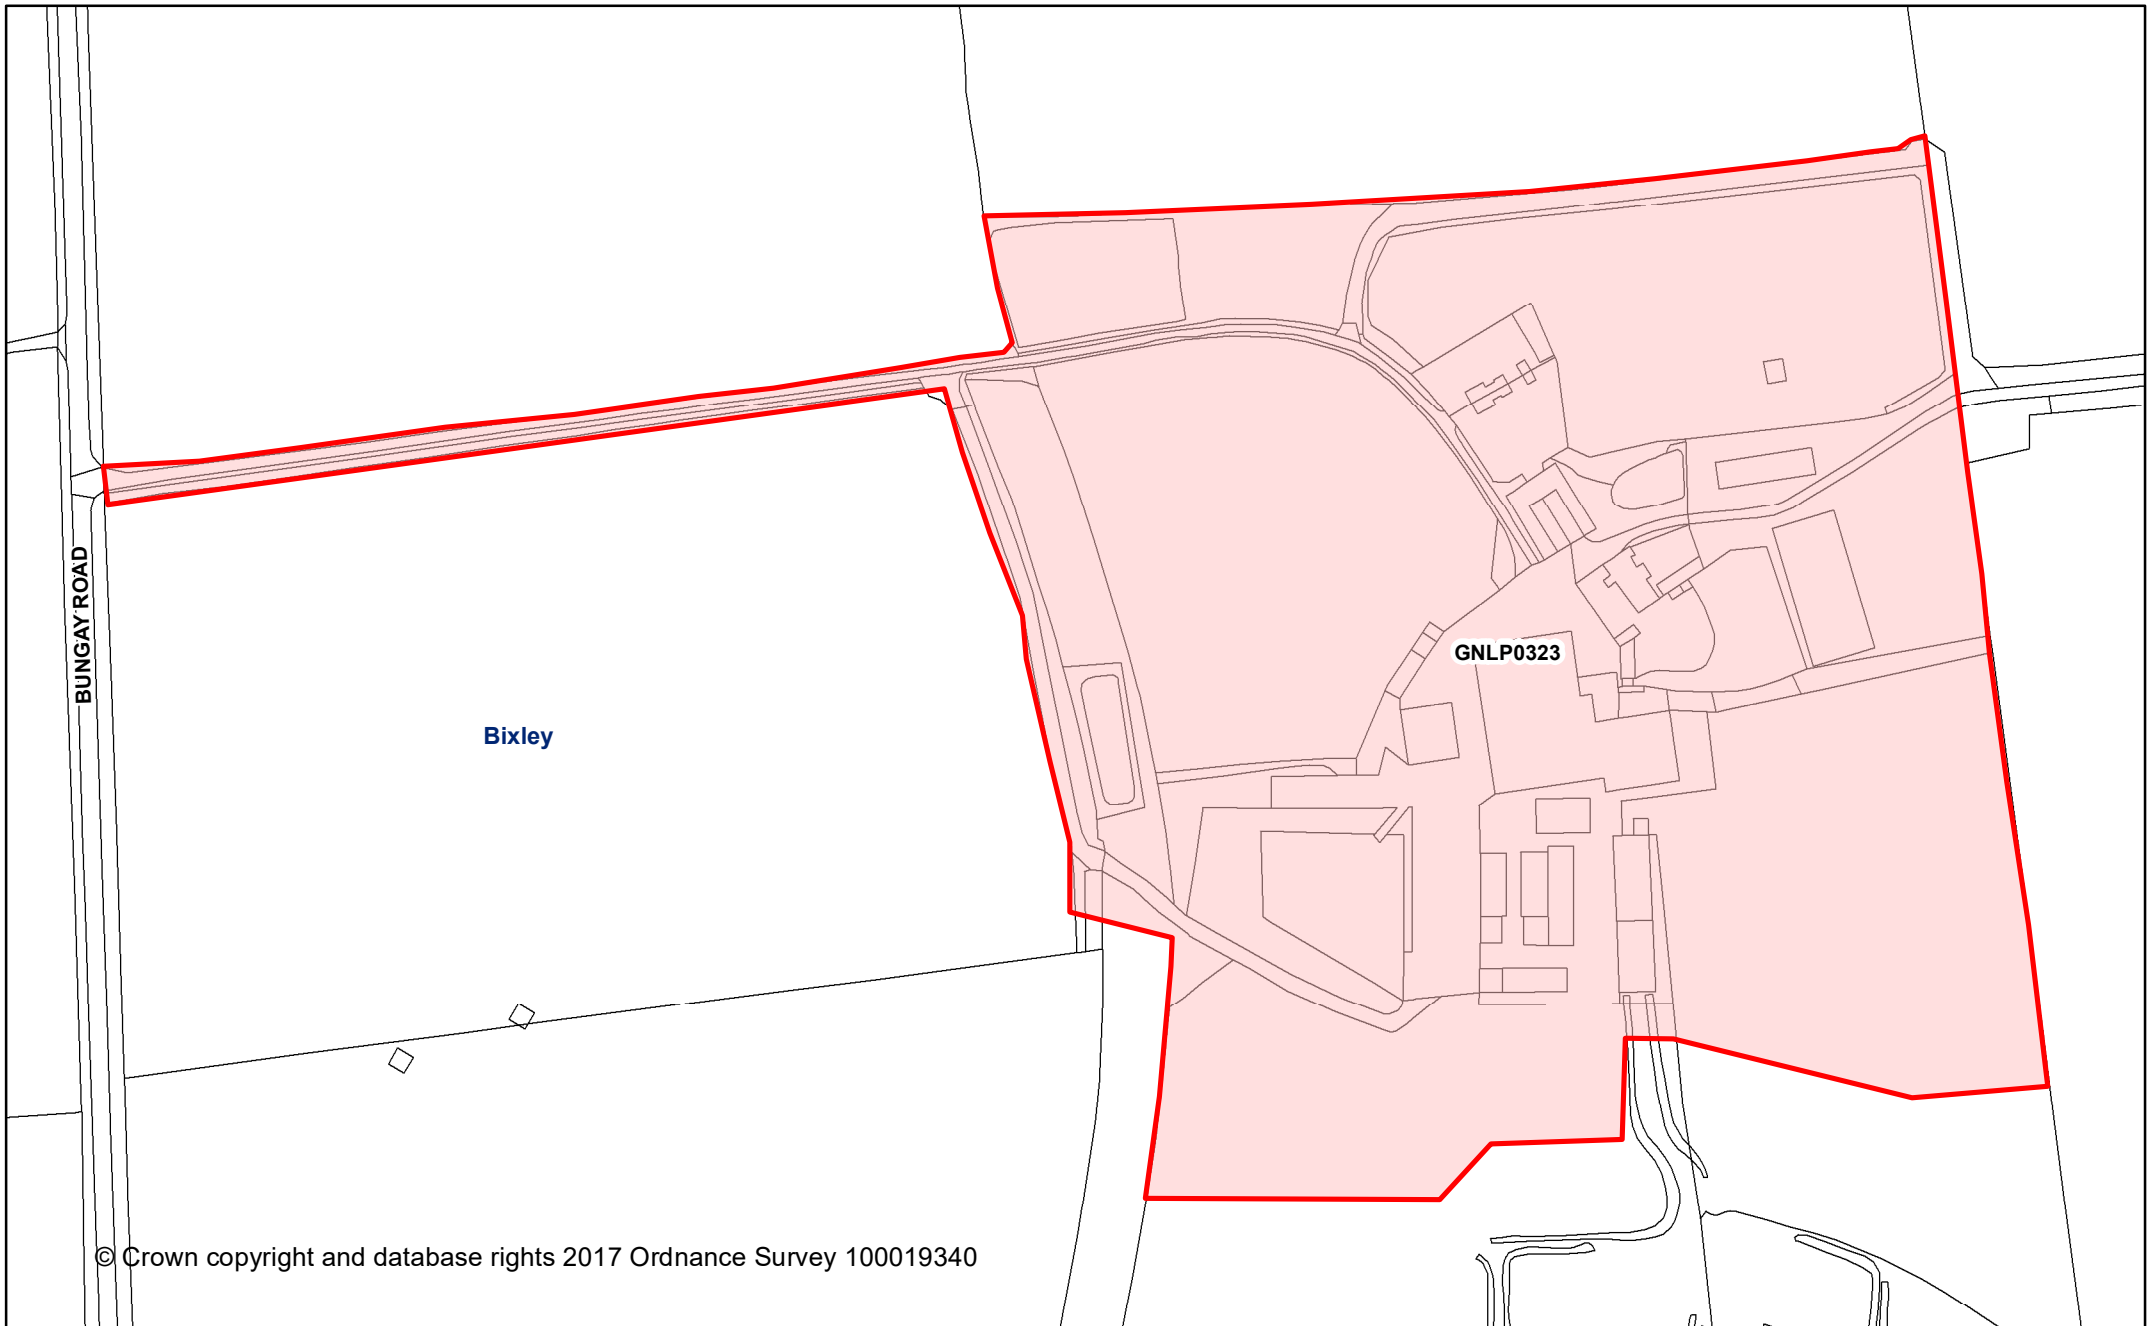 BUNGAY ROAD
GNLP0323
Bixley
© Crown copyright and database rights 2017 Ordnance Survey 100019340